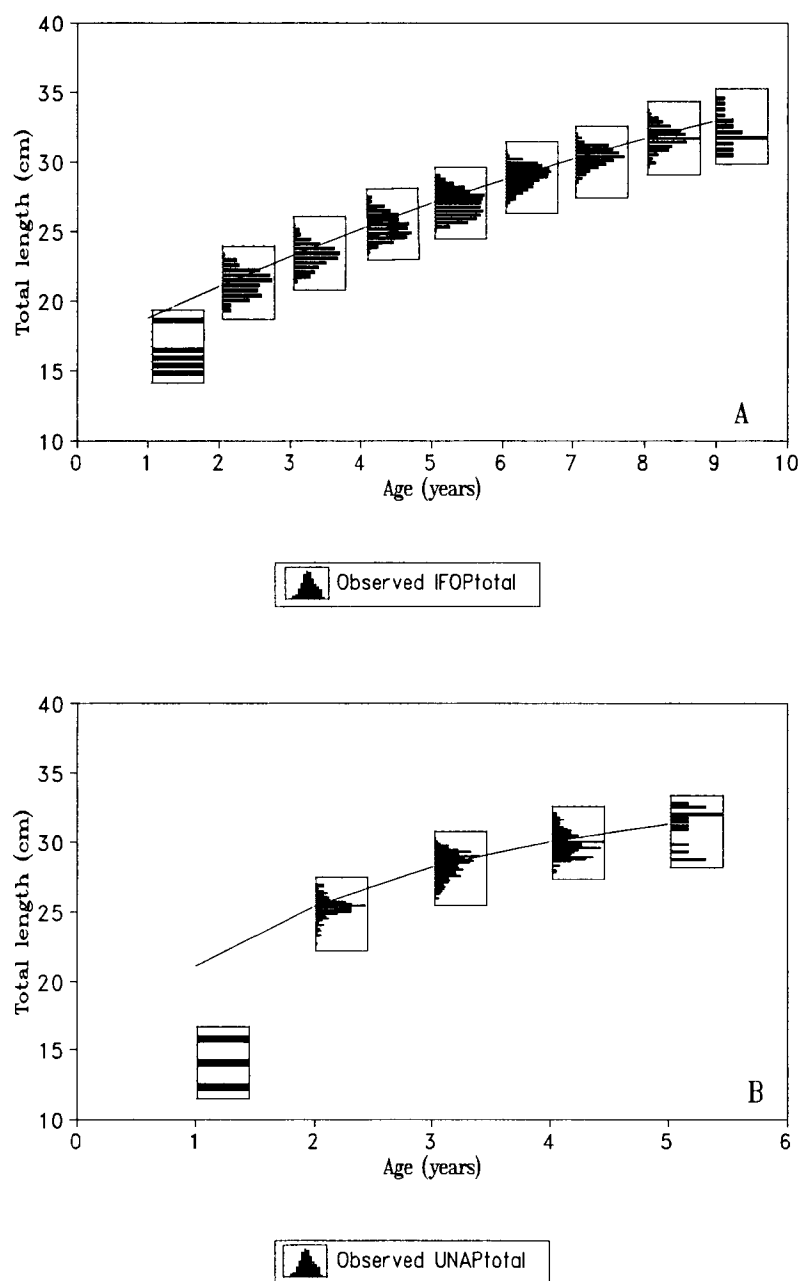 40
35
30
25
20
15
10
Total length (cm)
A
0 1 2 3 4 5 6 7 8 9 10
Age (years)
Observed IFOPtotal
40
35
30
25
20
15
10
Total length (cm)
B
0 1 2 3 4 5 6
Age (years)
Observed UNAPtotal